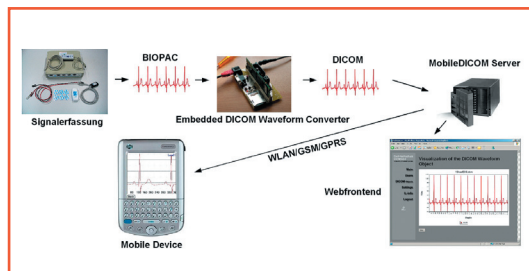 BIOPAC
DICOM
MobileDICOM Server
Signalerfassung
Embedded DICOM Waveform Converter
WLAN/GSM/GPRS
Visualization of the DICOM Waveform
Object
Webfrontend
Mobile Device